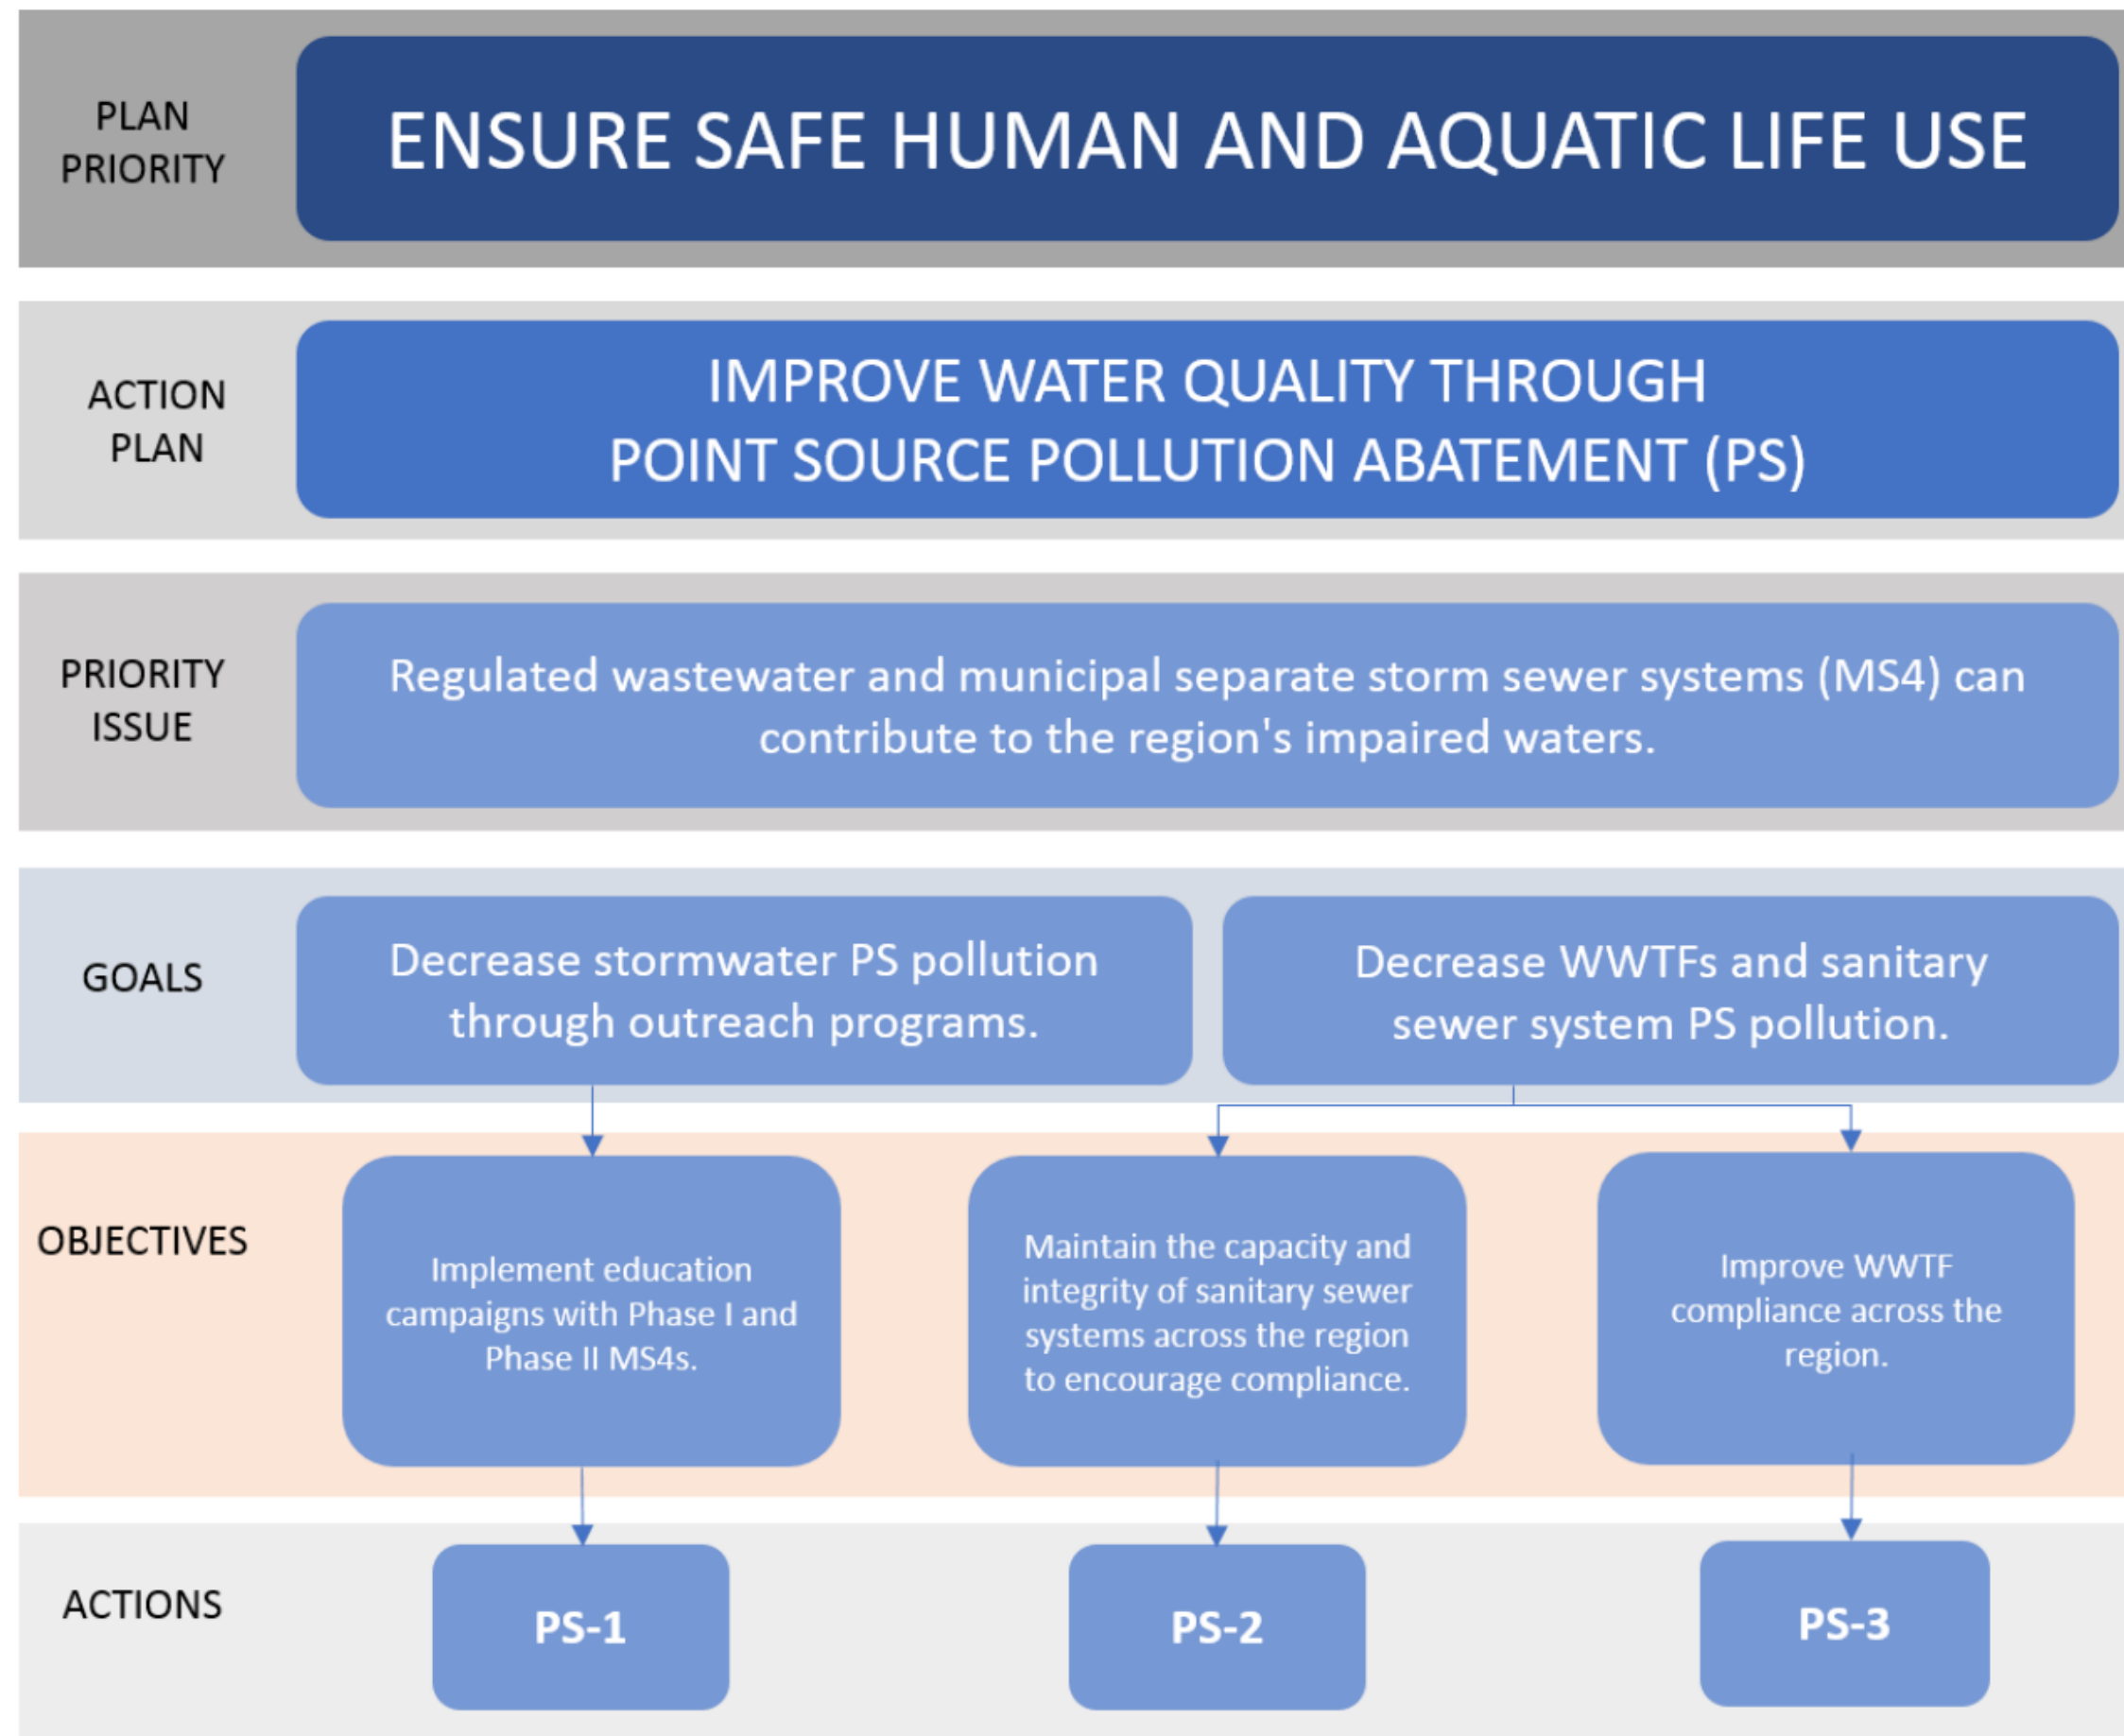 PLAN
PRIORITY
ENSURE SAFE HUMAN AND AQUATIC LIFE USE
ACTION
PLAN
IMPROVE WATER QUALITY THROUGH
POINT SOURCE POLLUTION ABATEMENT (PS)
PRIORITY
ISSUE
Regulated wastewater and municipal separate storm sewer systems (MS4) can
contribute to the region's impaired waters.
GOALS
Decrease stormwater PS pollution
through outreach programs.
Decrease WWTFs and sanitary
sewer system PS pollution.
OBJECTIVES
Implement education
campaigns with Phase I and
Phase II MS4s.
Maintain the capacity and
integrity of sanitary sewer
systems across the region
to encourage compliance.
Improve WWTF
compliance across the
region.
ACTIONS
PS-1
PS-2
PS-3